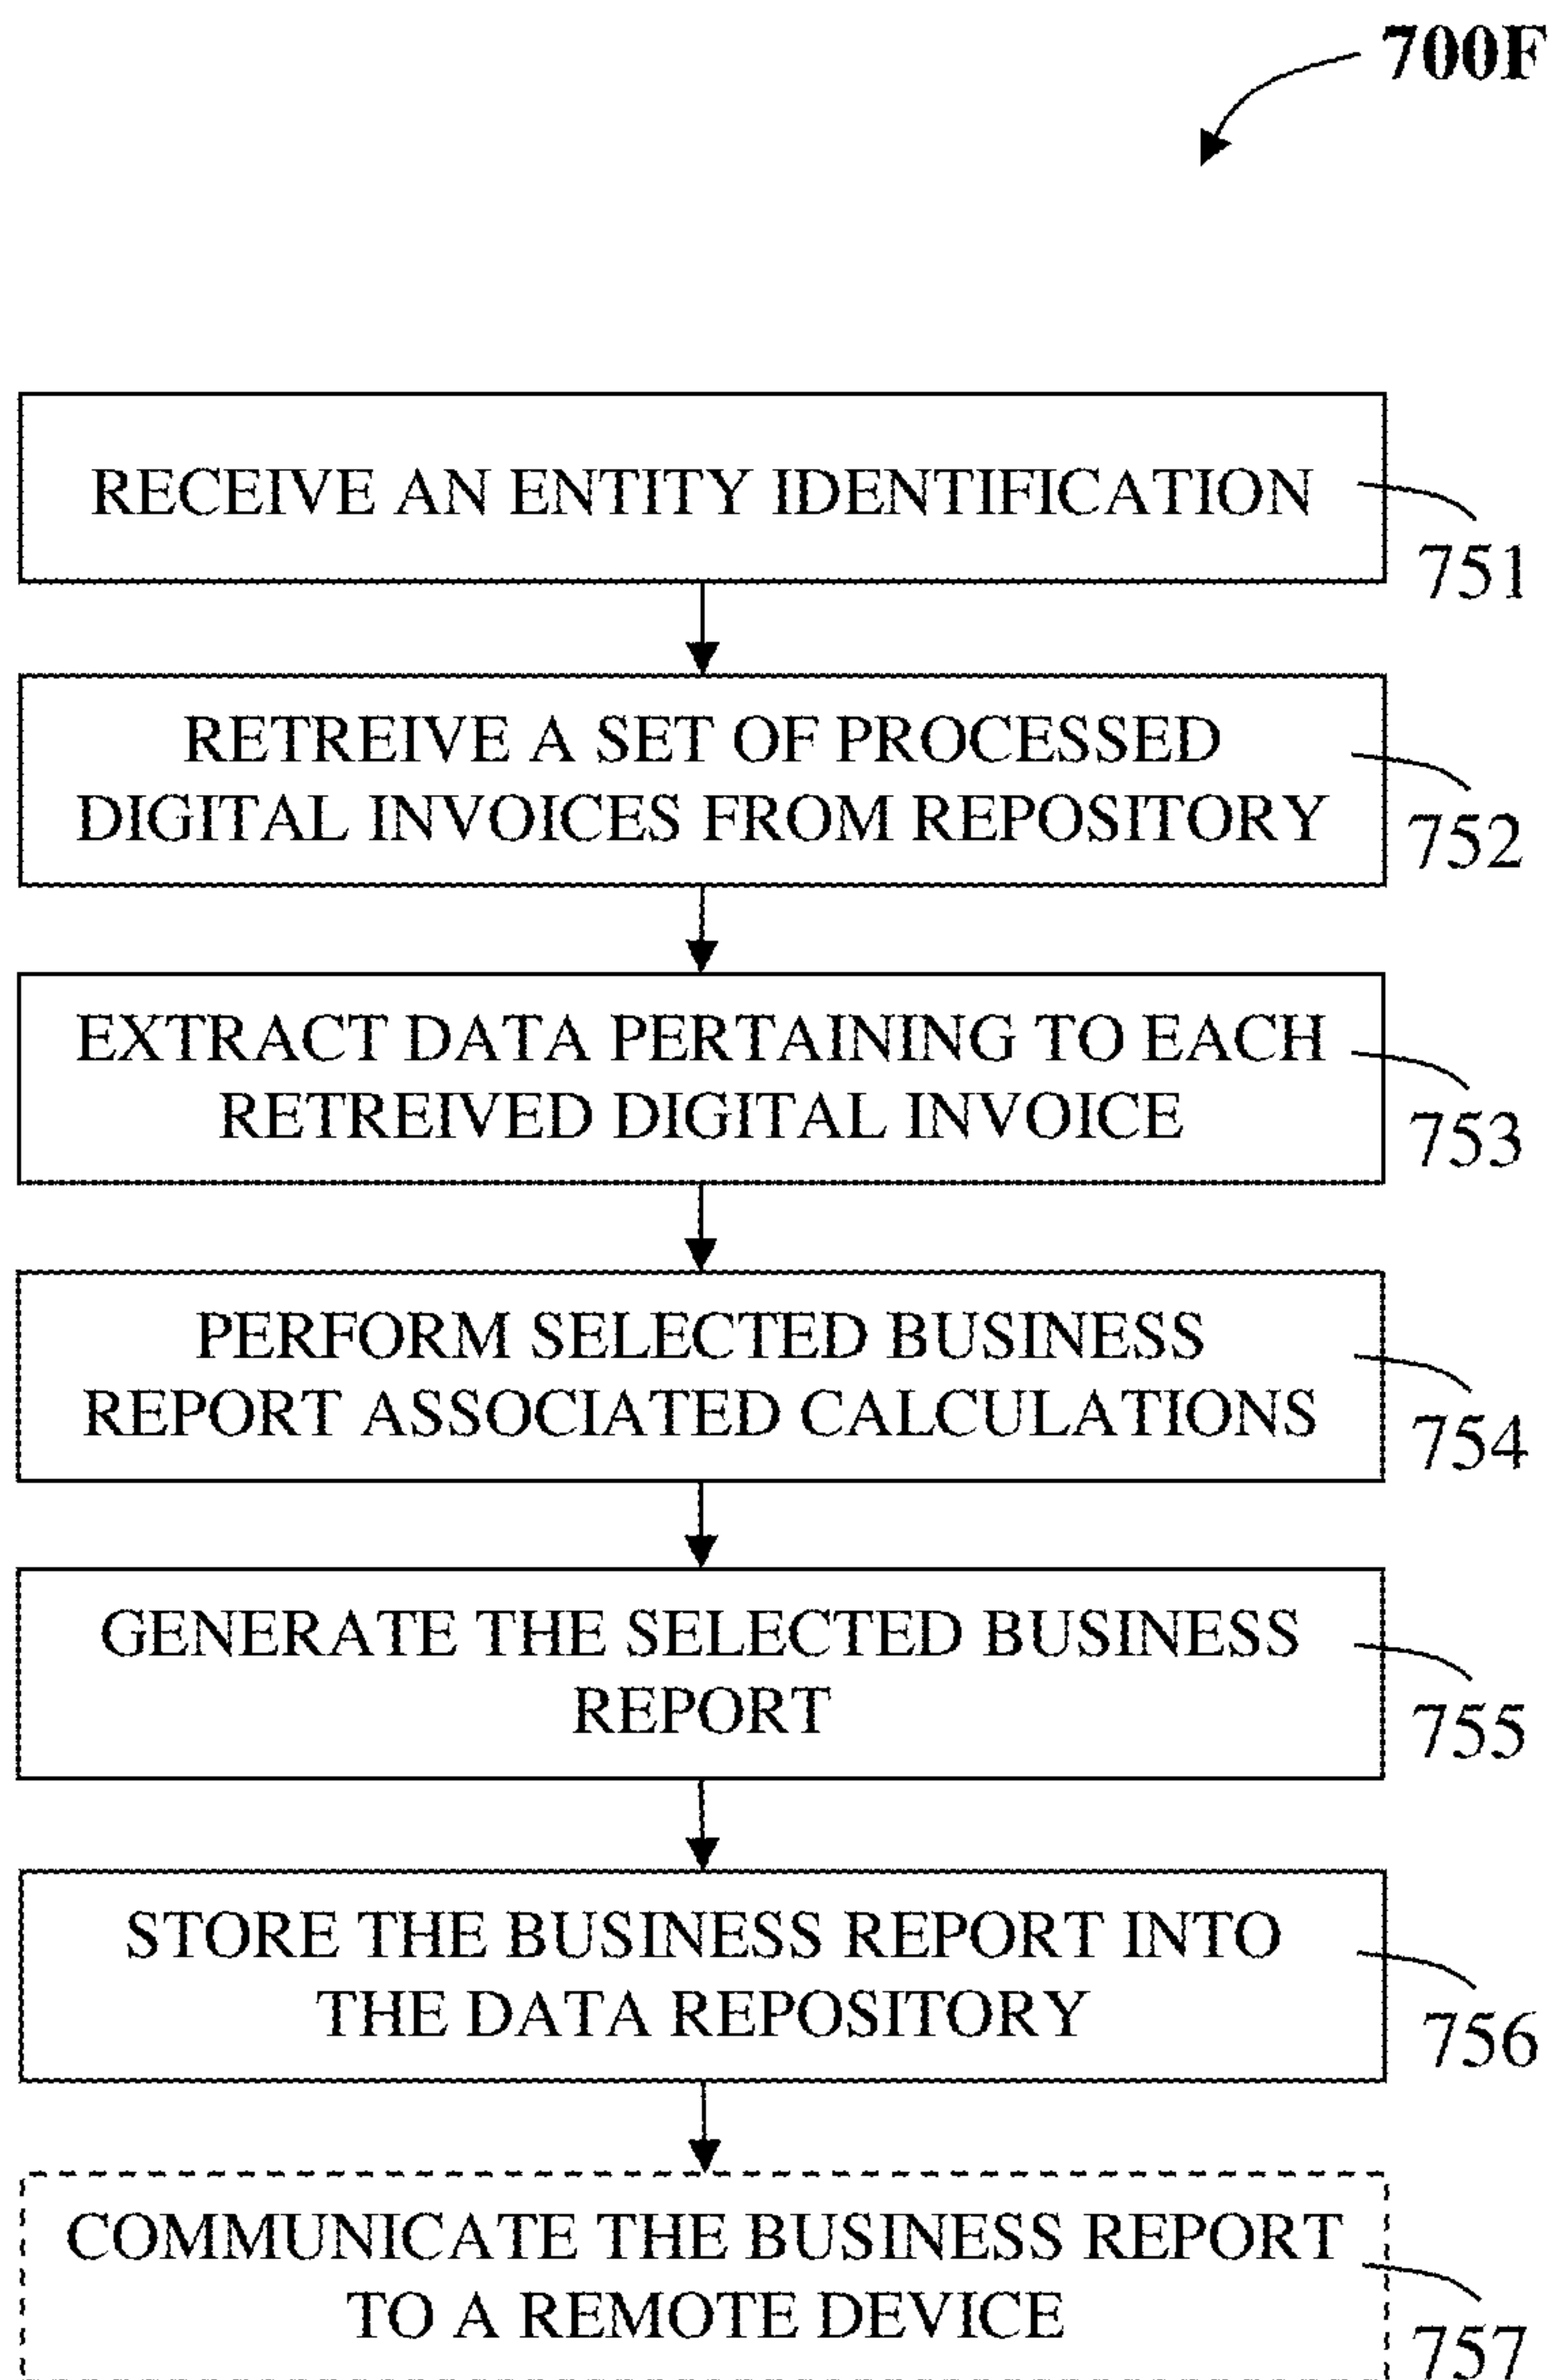 700F
RECEIVE AN ENTITY IDENTIFICATION
751
RETREIVE A SET OF PROCESSED
DIGITAL INVOICES FROM REPOSITORY
752
EXTRACT DATA PERTAINING TO EACH
RETREIVED DIGITAL INVOICE
753
PERFORM SELECTED BUSINESS
REPORT ASSOCIATED CALCULATIONS
754
GENERATE THE SELECTED BUSINESS
REPORT
755
STORE THE BUSINESS REPORT INTO
THE DATA REPOSITORY
756
COMMUNICATE THE BUSINESS REPORT
TO A REMOTE DEVICE
757